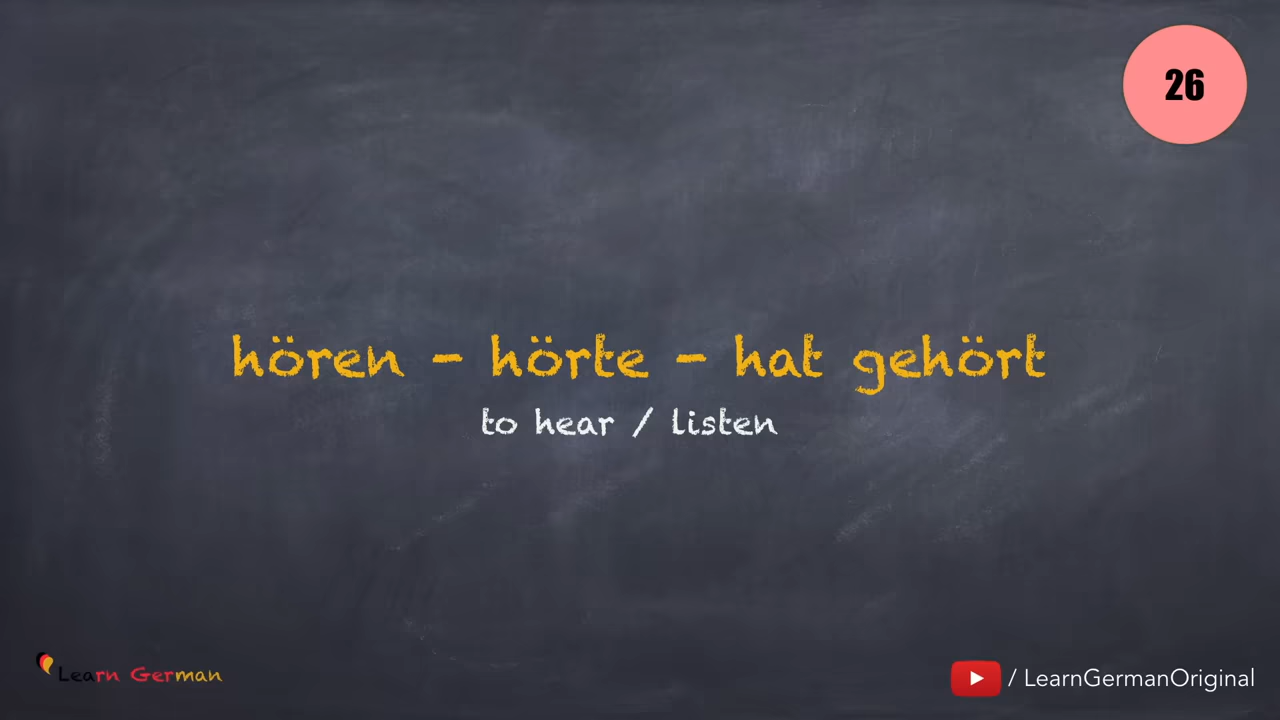 26
hören - hörte - hat gehört
to hear / listen
Learn German
/ LearnGermanOriginal